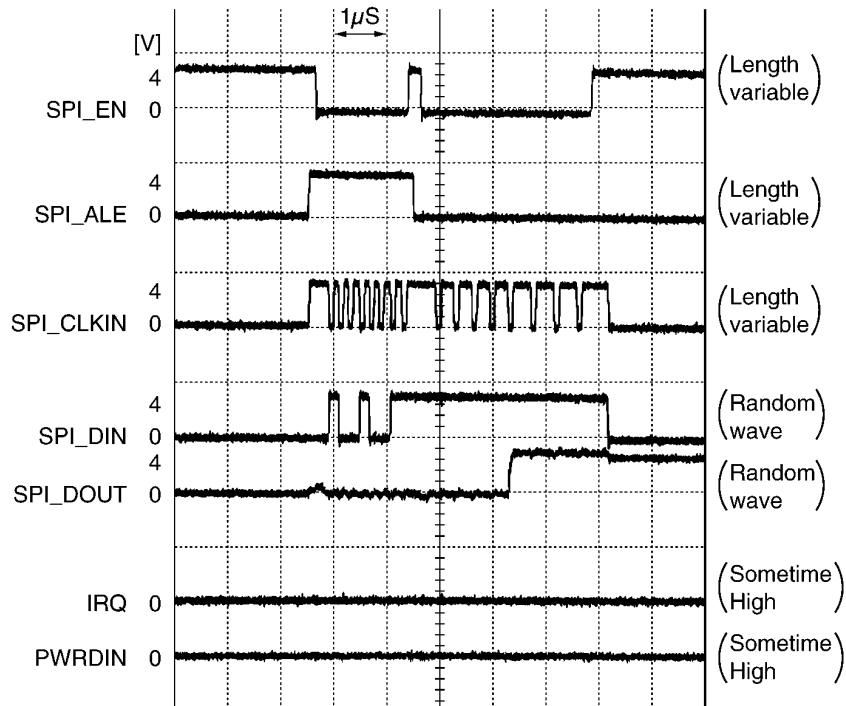 1µS
[V]
4
SPI_EN 0
(Length
variable)
4
SPI_ALE 0
(Length
variable)
4
SPI_CLKIN 0
(Length
variable)
4
SPI_DIN 0
(Random
wave)
4
SPI_DOUT 0
(Random
wave)
IRQ 0
(Sometime
High)
PWRDIN 0
(Sometime
High)